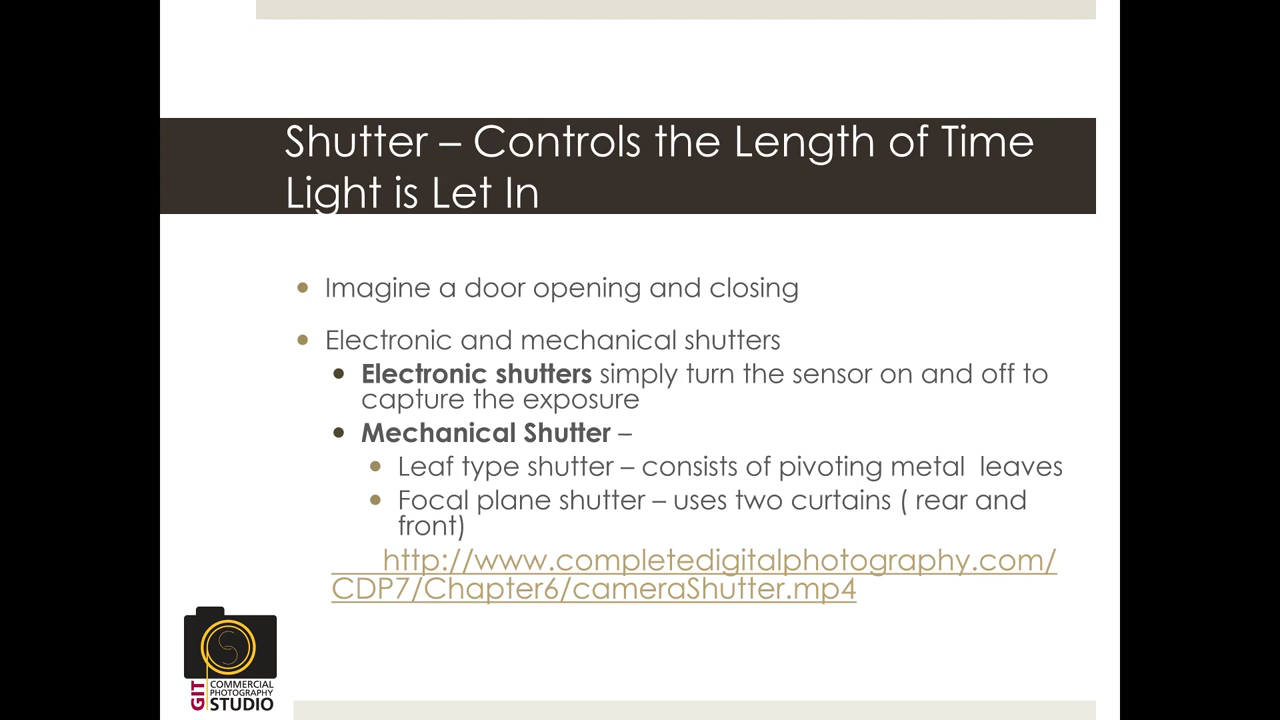 Shutter – Controls the Length of Time
Light is Let In
Imagine a door opening and closing
Electronic and mechanical shutters
Electronic shutters simply turn the sensor on and off to
capture the exposure
Mechanical Shutter –
Leaf type shutter – consists of pivoting metal  leaves
Focal plane shutter – uses two curtains ( rear and
front)
http://www.completedigitalphotography.com/
CDP7/Chapter6/cameraShutter.mp4
GIT
COMMERCIAL
PHOTOGRAPHY
STUDIO